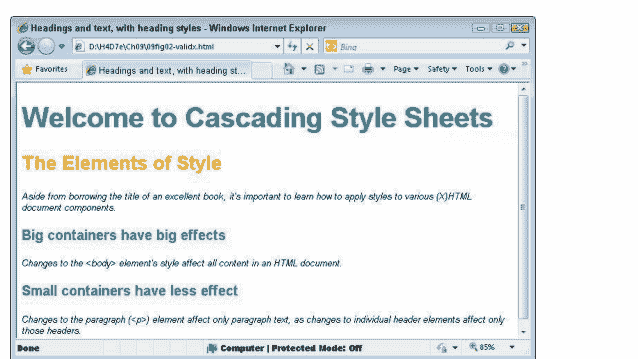 Headings and text, with heading styles - Windows Internet Explorer
D:\H4D7e\Ch09\09fig02-validx.html
Bing
Favorites
Headings and text, with heading st...
Page
Safety
Tools
Welcome to Cascading Style Sheets
The Elements of Style
Aside from borrowing the title of an excellent book, it's important to learn how to apply styles to various (X)HTML
document components.
Big containers have big effects
Changes to the <body> element's style affect all content in an HTML document.
Small containers have less effect
Changes to the paragraph (<p>) element affect only paragraph text, as changes to individual header elements affect only
those headers.
Done
Computer | Protected Mode: Off
85%